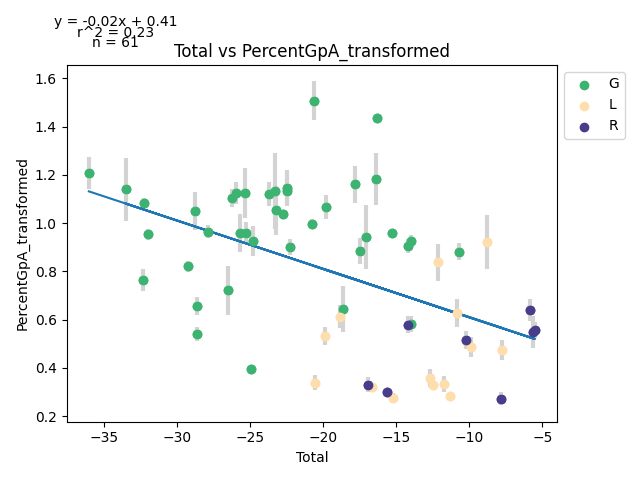 y = -0.02x + 0.41
r^2 = 0.23
n = 61
Total vs PercentGpA_transformed
G
L
R
PercentGpA_transformed
1.6
1.4
1.2
1.0
0.8
0.6
0.4
0.2
−35
−30
−25
−20
−15
−10
−5
Total